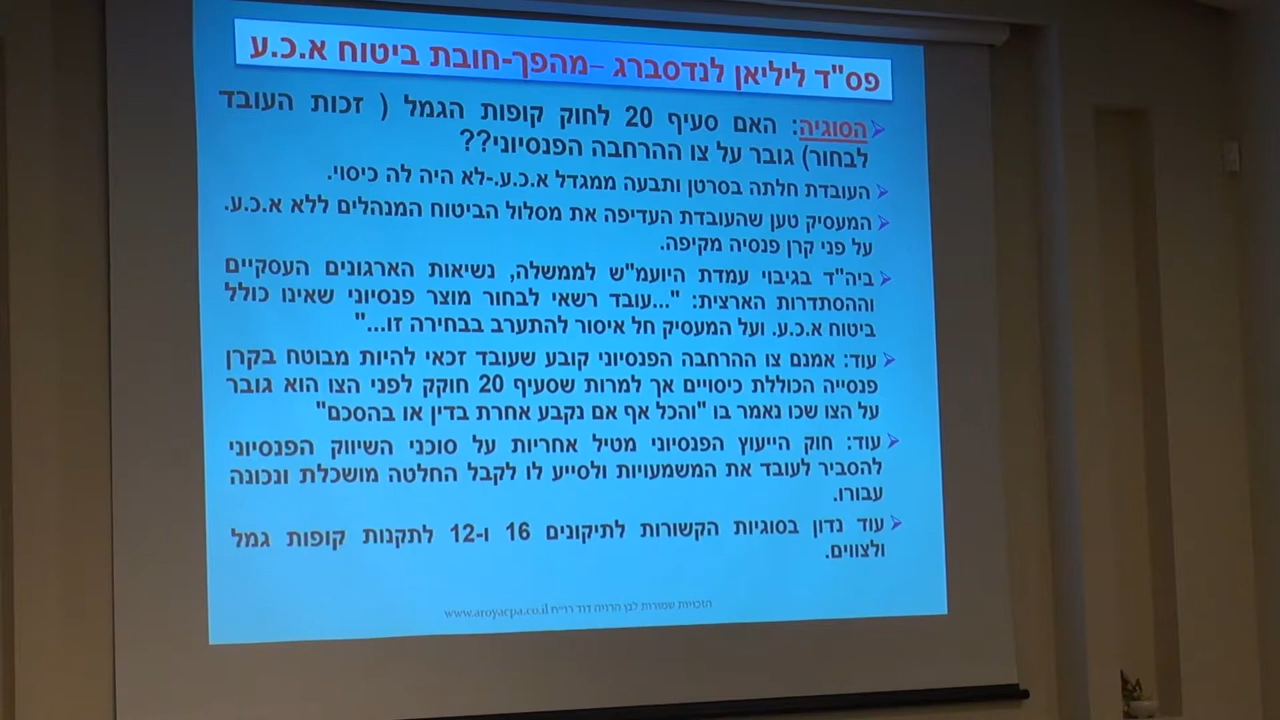 פס"ד ליליאן לנדסברג –מהפך-חובת ביטוח א.כ.ע
הסוגיה: האם סעיף 20 לחוק קופות הגמל ( זכות העובד
לבחור) גובר על צו ההרחבה הפנסיוני??
העובדת חלתה בסרטן ותבעה ממגדל א.כ.ע.-לא היה לה כיסוי.
המעסיק טען שהעובדת העדיפה את מסלול הביטוח המנהלים ללא א.כ.ע.
על פני קרן פנסיה מקיפה.
ביה"ד בגיבוי עמדת היועמ"ש לממשלה, נשיאות הארגונים העסקיים
וההסתדרות הארצית: "...עובד רשאי לבחור מוצר פנסיוני שאינו כולל
ביטוח א.כ.ע. ועל המעסיק חל איסור להתערב בבחירה זו..."
עוד: אמנם צו ההרחבה הפנסיוני קובע שעובד זכאי להיות מבוטח בקרן
פנסייה הכוללת כיסויים אך למרות שסעיף 20 חוקק לפני הצו הוא גובר
על הצו שכו נאמר בו "והכל אף אם נקבע אחרת בדין או בהסכם"
עוד: חוק הייעוץ הפנסיוני מטיל אחריות על סוכני השיווק הפנסיוני
להסביר לעובד את המשמעויות ולסייע לו לקבל החלטה מושכלת ונכונה
עבורו.
עוד נדון בסוגיות הקשורות לתיקונים 16 ו-12 לתקנות קופות גמל
ולצווים.
הזכויות שמורות לבן הרויה דוד רו"ח www.aroyacpa.co.il